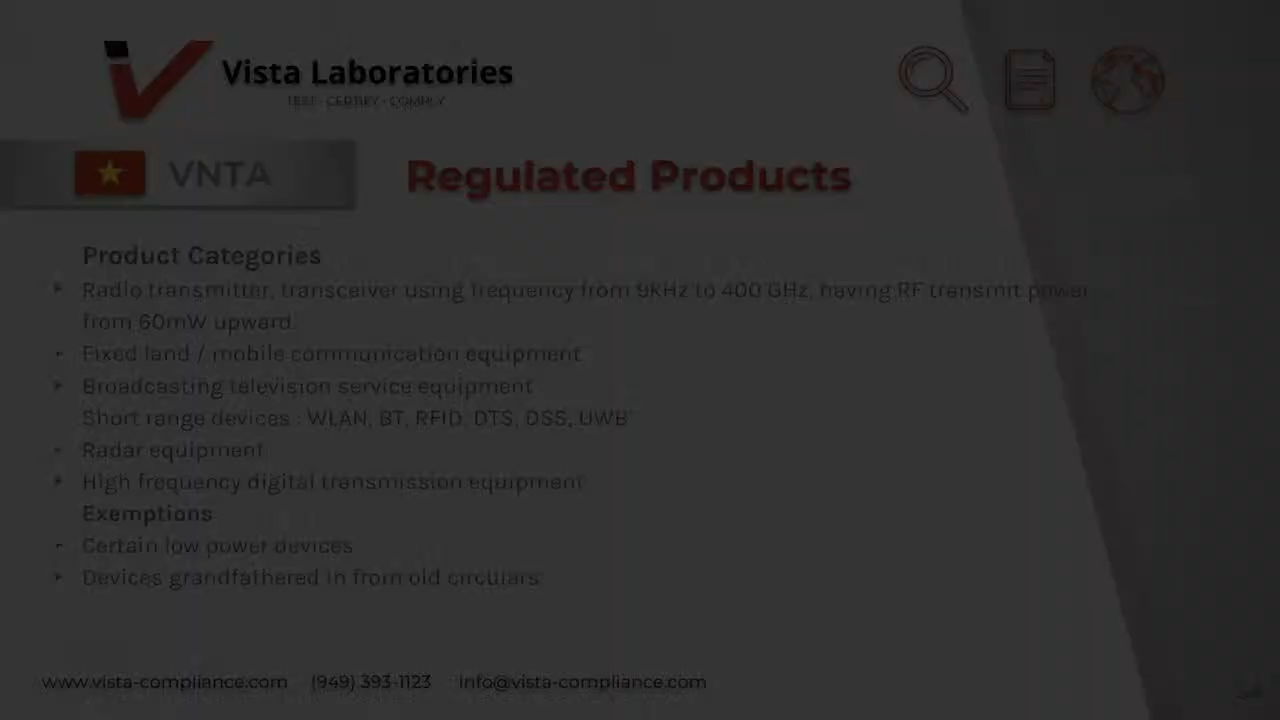 Vista Laboratories
TEST · CERTIFY · COMPLY
VNTA
Regulated Products
Product Categories
Radio transmitter, transceiver using frequency from 9KHz to 400 GHz, having RF transmit power
from 60mW upward.
Fixed land / mobile communication equipment
Broadcasting television service equipment
Short range devices : WLAN, BT, RFID, DTS, DSS, UWB
Radar equipment
High frequency digital transmission equipment
Exemptions
Certain low power devices
Devices grandfathered in from old circulars
www.vista-compliance.com (949) 393-1123 info@vista-compliance.com